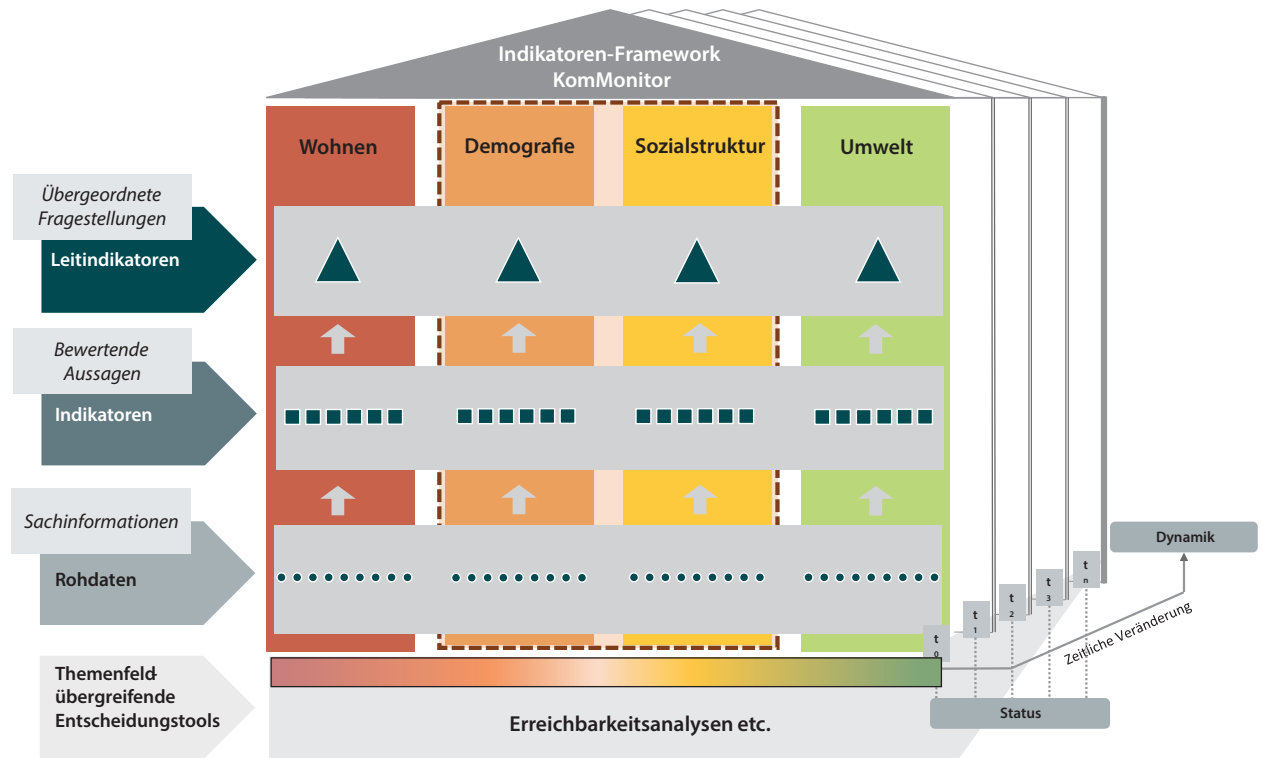 Indikatoren-Framework
KomMonitor
Wohnen
Demografie
Sozialstruktur
Umwelt
Übergeordnete
Fragestellungen
Leitindikatoren
Bewertende
Aussagen
Indikatoren
Sachinformationen
Rohdaten
Themenfeld-
übergreifende
Entscheidungstools
Erreichbarkeitsanalysen etc.
t
0
t
1
t
2
t
3
t
n
Dynamik
Zeitliche Veränderung
Status